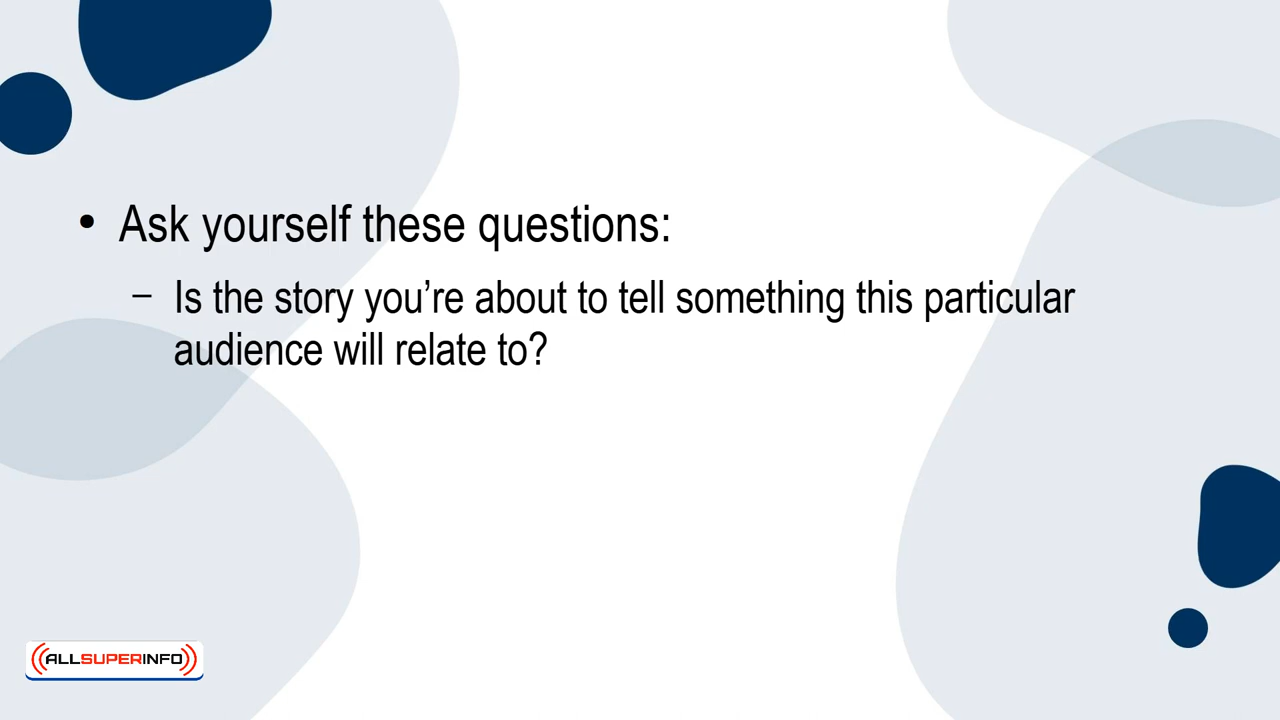 • Ask yourself these questions:
– Is the story you’re about to tell something this particular
audience will relate to?
ALLSUPERINFO